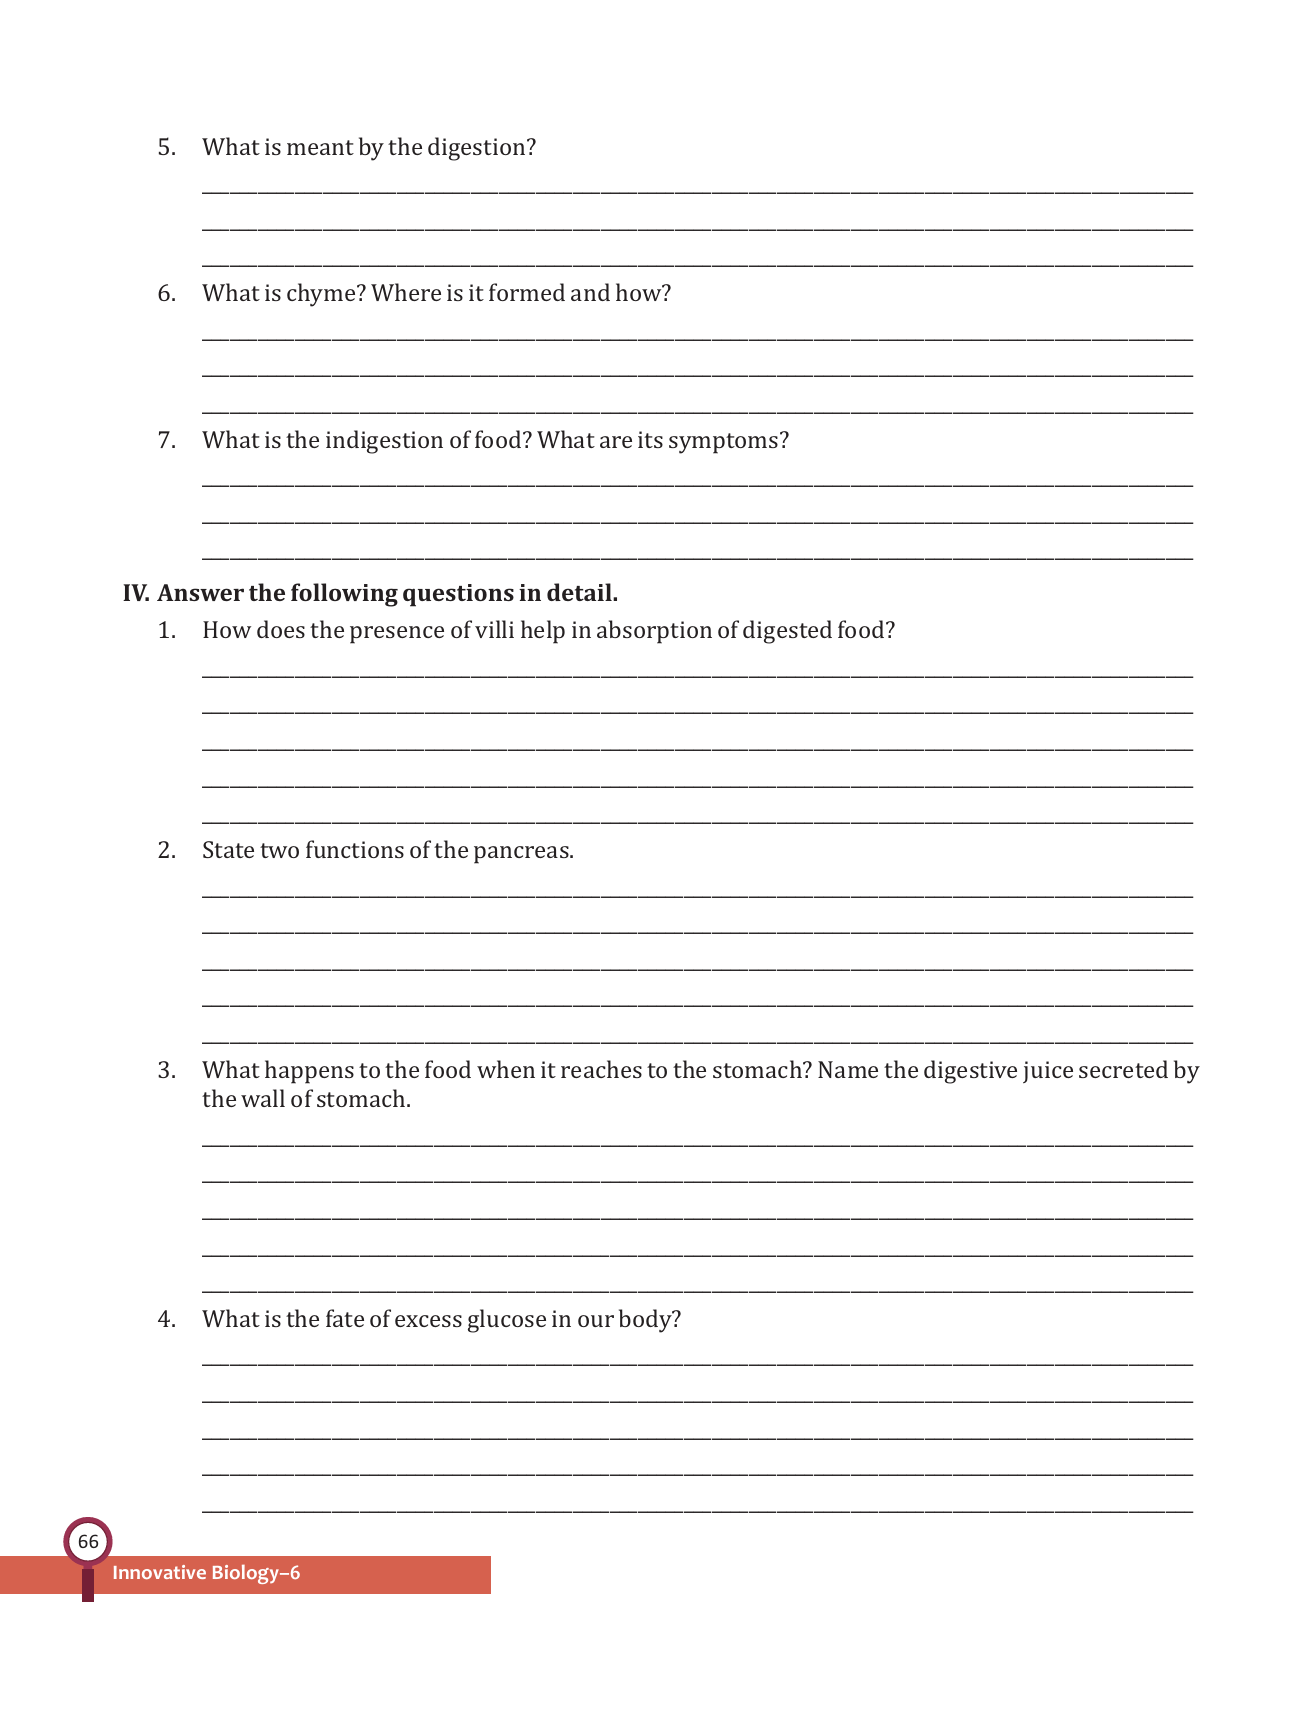 5. What is meant by the digestion?
6. What is chyme? Where is it formed and how?
7. What is the indigestion of food? What are its symptoms?
IV. Answer the following questions in detail.
1. How does the presence of villi help in absorption of digested food?
2. State two functions of the pancreas.
3. What happens to the food when it reaches to the stomach? Name the digestive juice secreted by
the wall of stomach.
4. What is the fate of excess glucose in our body?
66
Innovative Biology–6